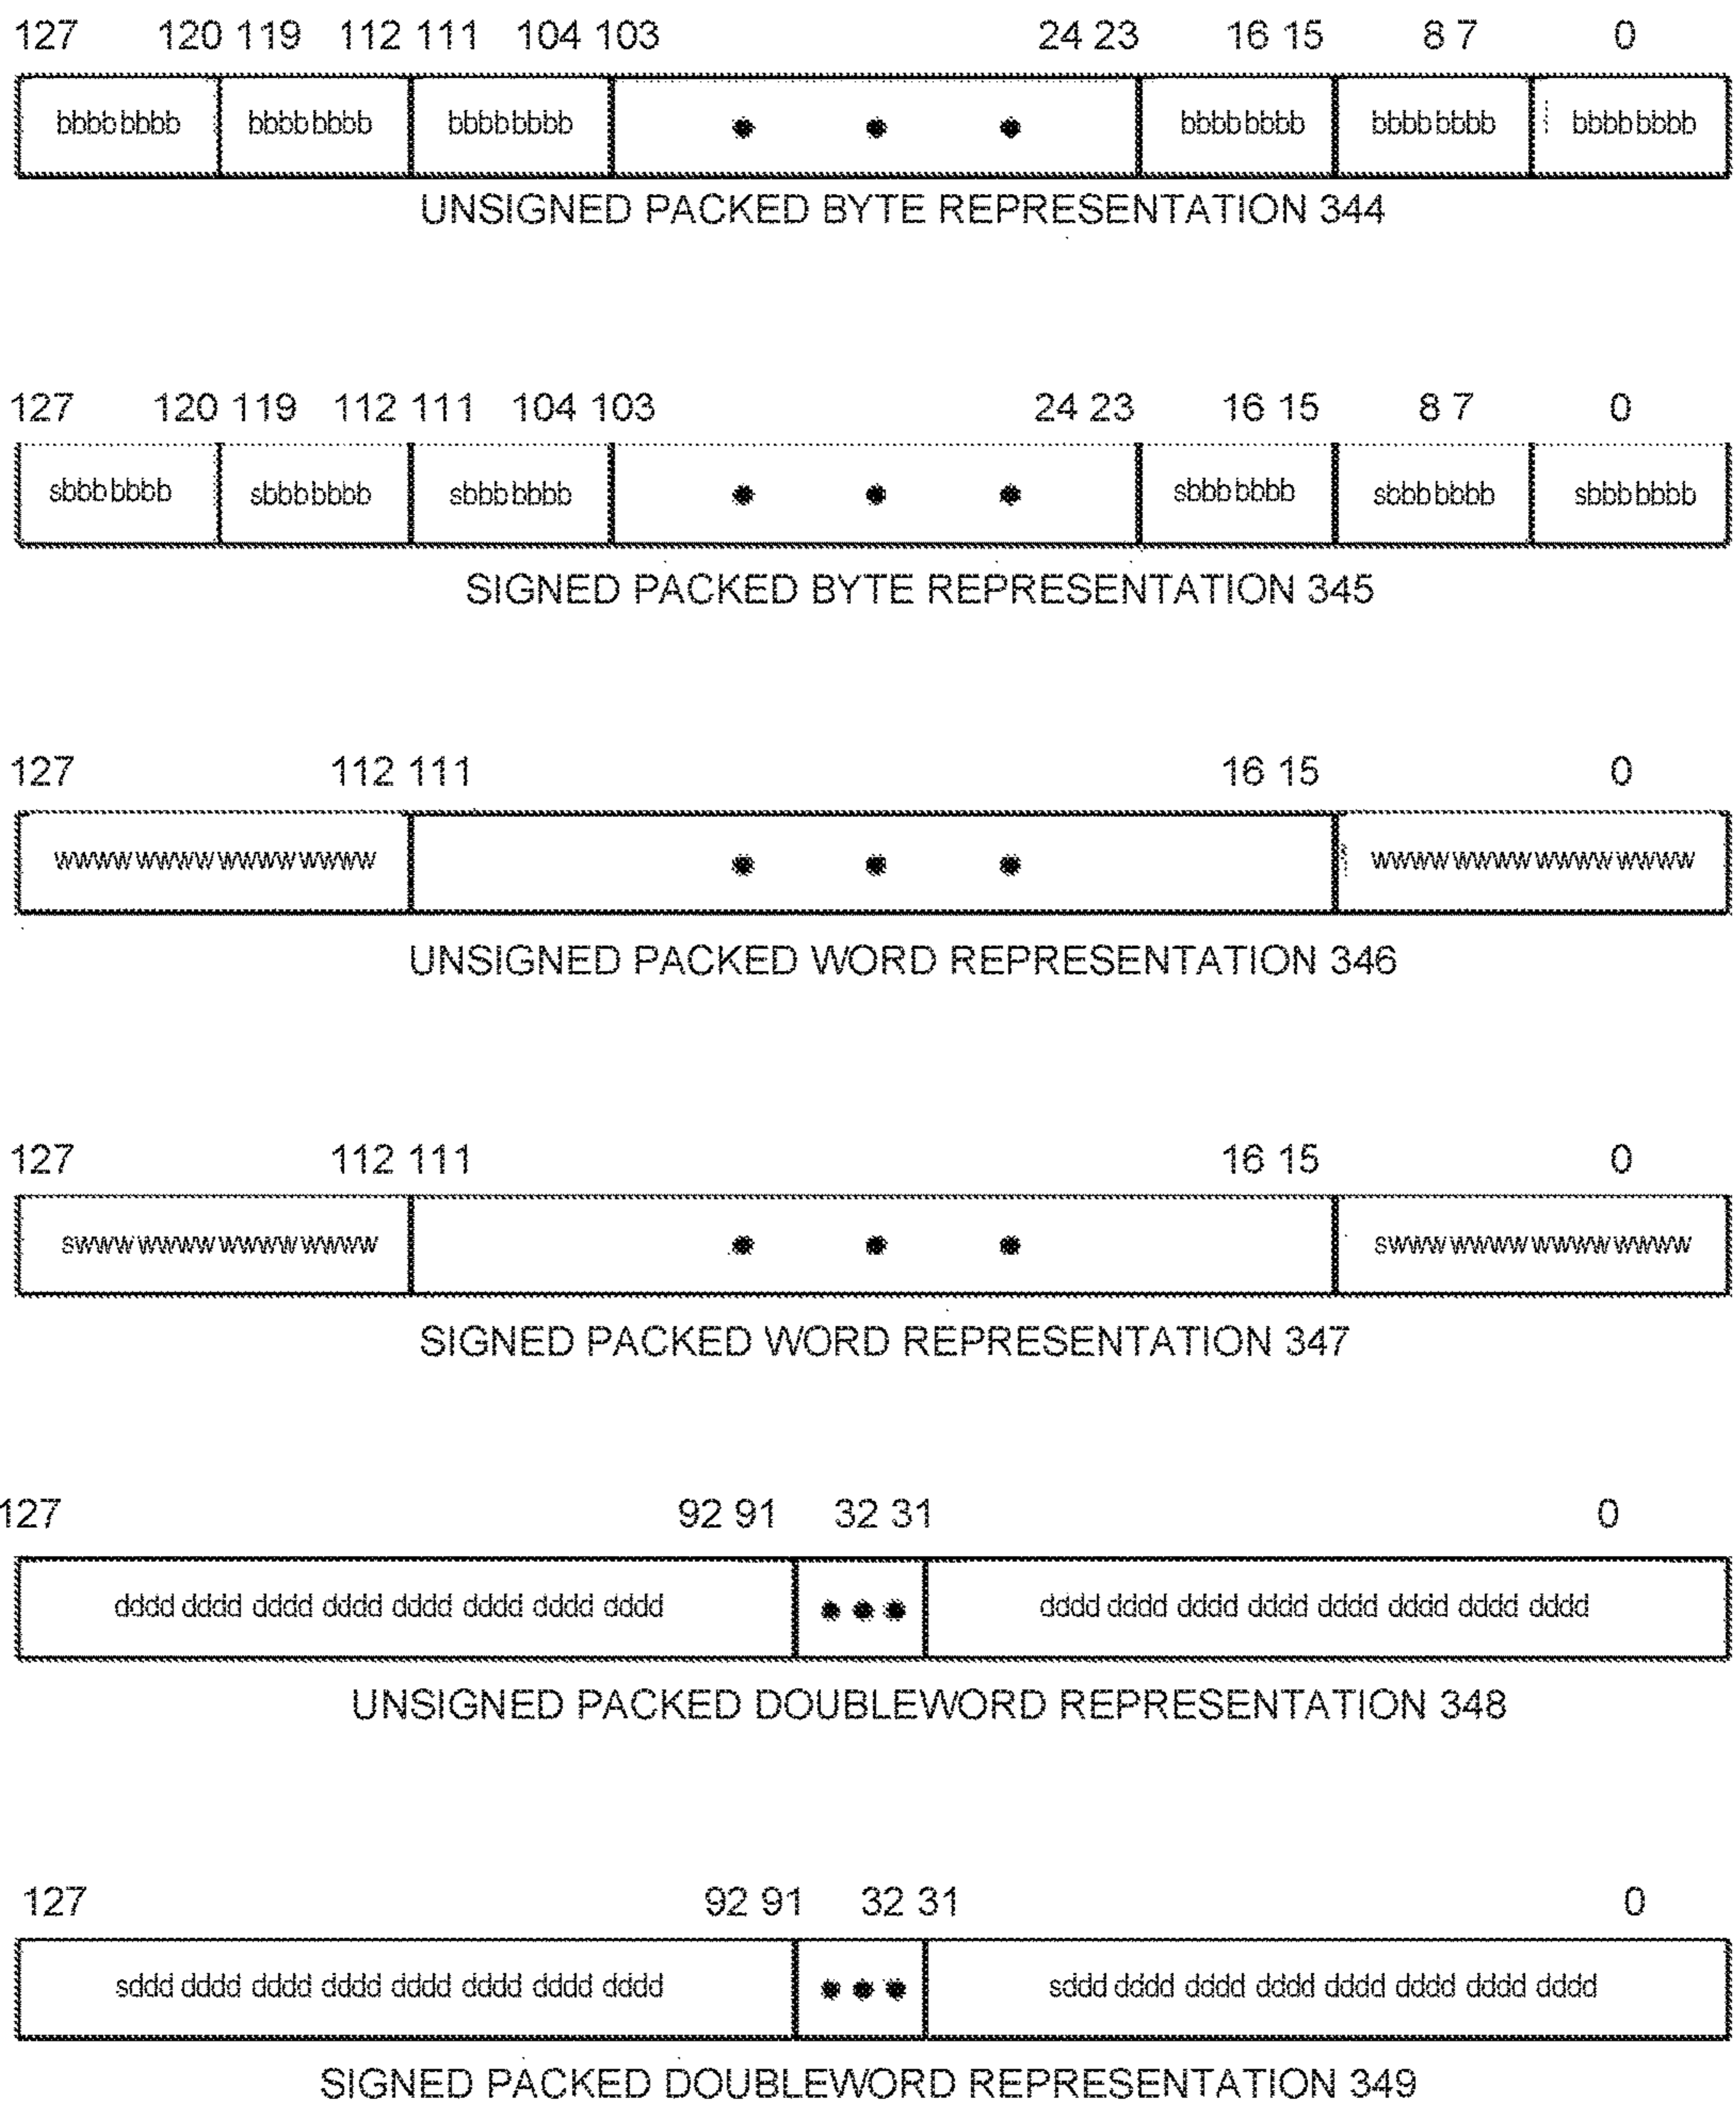 127 120 119 112 111 104 103 24 23 16 15 8 7 0
bbbb bbbb bbbb bbbb bbbb bbbb bbbb bbbb bbbb bbbb bbbb bbbb
UNSIGNED PACKED BYTE REPRESENTATION 344
127 120 119 112 111 104 103 24 23 16 15 8 7 0
sbbb bbbb sbbb bbbb sbbb bbbb sbbb bbbb sbbb bbbb sbbb bbbb
SIGNED PACKED BYTE REPRESENTATION 345
127 112 111 16 15 0
wwww wwww wwww wwww wwww wwww wwww wwww
UNSIGNED PACKED WORD REPRESENTATION 346
127 112 111 16 15 0
swww wwww wwww wwww swww wwww wwww wwww
SIGNED PACKED WORD REPRESENTATION 347
127 92 91 32 31 0
dddd dddd dddd dddd dddd dddd dddd dddd dddd dddd dddd dddd dddd dddd dddd dddd
UNSIGNED PACKED DOUBLEWORD REPRESENTATION 348
127 92 91 32 31 0
sddd dddd dddd dddd dddd dddd dddd dddd sddd dddd dddd dddd dddd dddd dddd dddd
SIGNED PACKED DOUBLEWORD REPRESENTATION 349